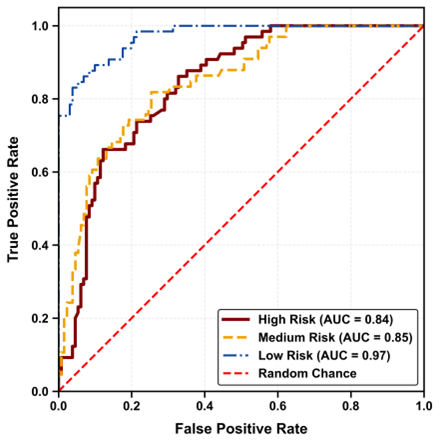 1.0
0.8
0.6
0.4
0.2
0.0
True Positive Rate
High Risk (AUC = 0.84)
Medium Risk (AUC = 0.85)
Low Risk (AUC = 0.97)
Random Chance
0.0 0.2 0.4 0.6 0.8 1.0
False Positive Rate